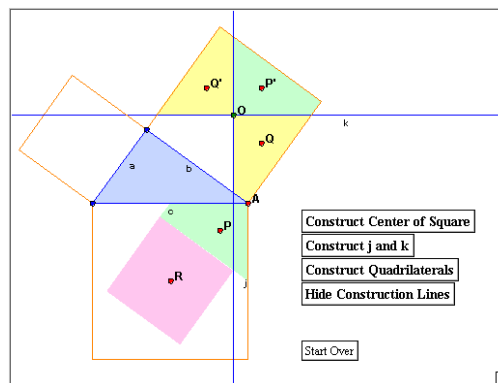 Q'
P'
O
k
Q
a
b
A
c
P
R
j
Construct Center of Square
Construct j and k
Construct Quadrilaterals
Hide Construction Lines
Start Over